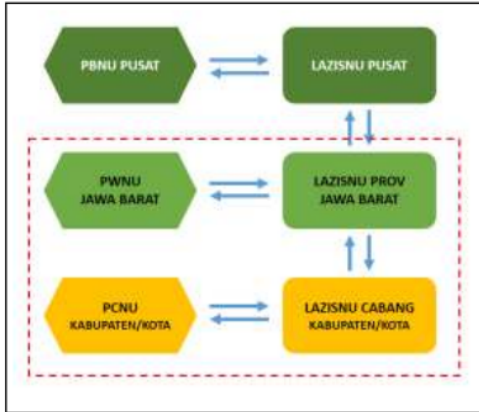 PBNU PUSAT
LAZISNU PUSAT
PWNU
JAWA BARAT
LAZISNU PROV
JAWA BARAT
PCNU
KABUPATEN/KOTA
LAZISNU CABANG
KABUPATEN/KOTA